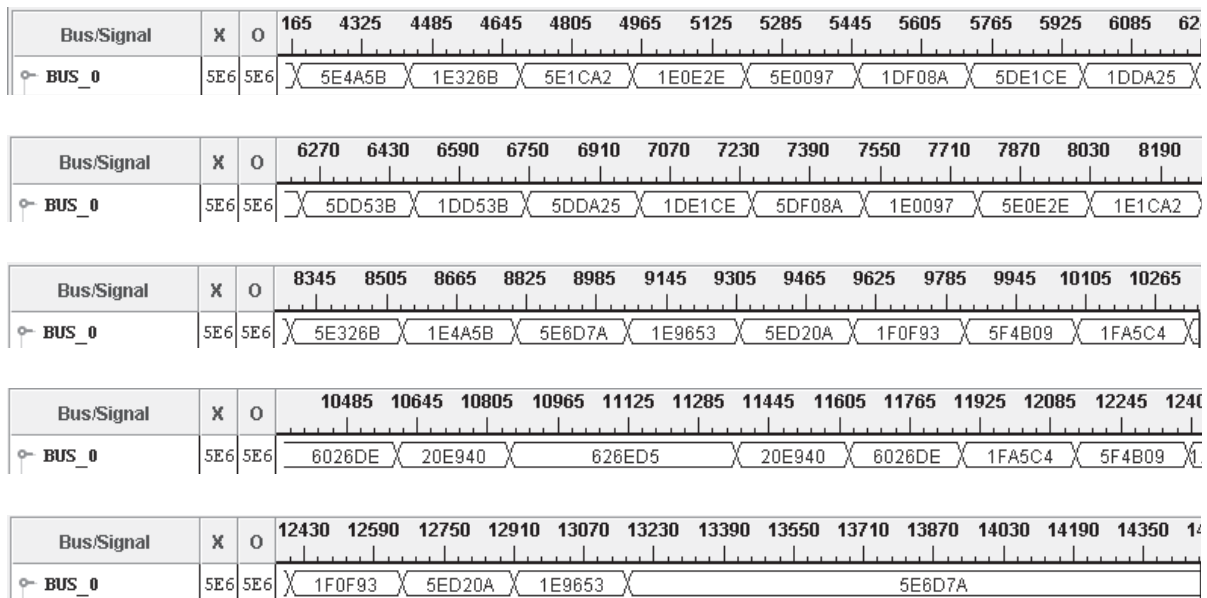 Bus/Signal X O 165 4325 4485 4645 4805 4965 5125 5285 5445 5605 5765 5925 6085 62
BUS_0 5E6 5E6 5E4A5B 1E326B 5E1CA2 1E0E2E 5E0097 1DF08A 5DE1CE 1DDA25
Bus/Signal X O 6270 6430 6590 6750 6910 7070 7230 7390 7550 7710 7870 8030 8190
BUS_0 5E6 5E6 5DD53B 1DD53B 5DDA25 1DE1CE 5DF08A 1E0097 5E0E2E 1E1CA2
Bus/Signal X O 8345 8505 8665 8825 8985 9145 9305 9465 9625 9785 9945 10105 10265
BUS_0 5E6 5E6 5E326B 1E4A5B 5E6D7A 1E9653 5ED20A 1F0F93 5F4B09 1FA5C4
Bus/Signal X O 10485 10645 10805 10965 11125 11285 11445 11605 11765 11925 12085 12245 1240
BUS_0 5E6 5E6 6026DE 20E940 626ED5 20E940 6026DE 1FA5C4 5F4B09 1
Bus/Signal X O 12430 12590 12750 12910 13070 13230 13390 13550 13710 13870 14030 14190 14350 14
BUS_0 5E6 5E6 1F0F93 5ED20A 1E9653 5E6D7A